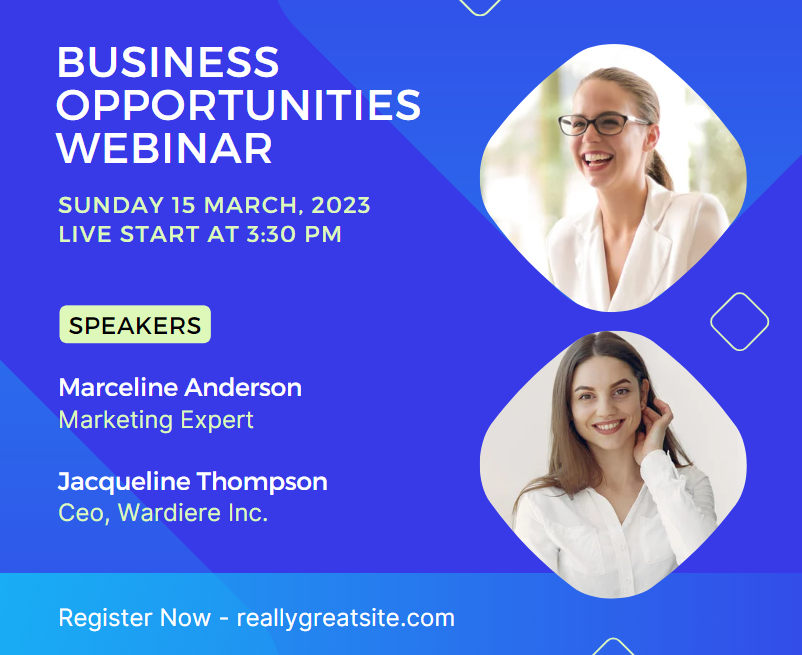 BUSINESS
OPPORTUNITIES
WEBINAR
SUNDAY 15 MARCH, 2023
LIVE START AT 3:30 PM
SPEAKERS
Marceline Anderson
Marketing Expert
Jacqueline Thompson
Ceo, Wardiere Inc.
Register Now - reallygreatsite.com